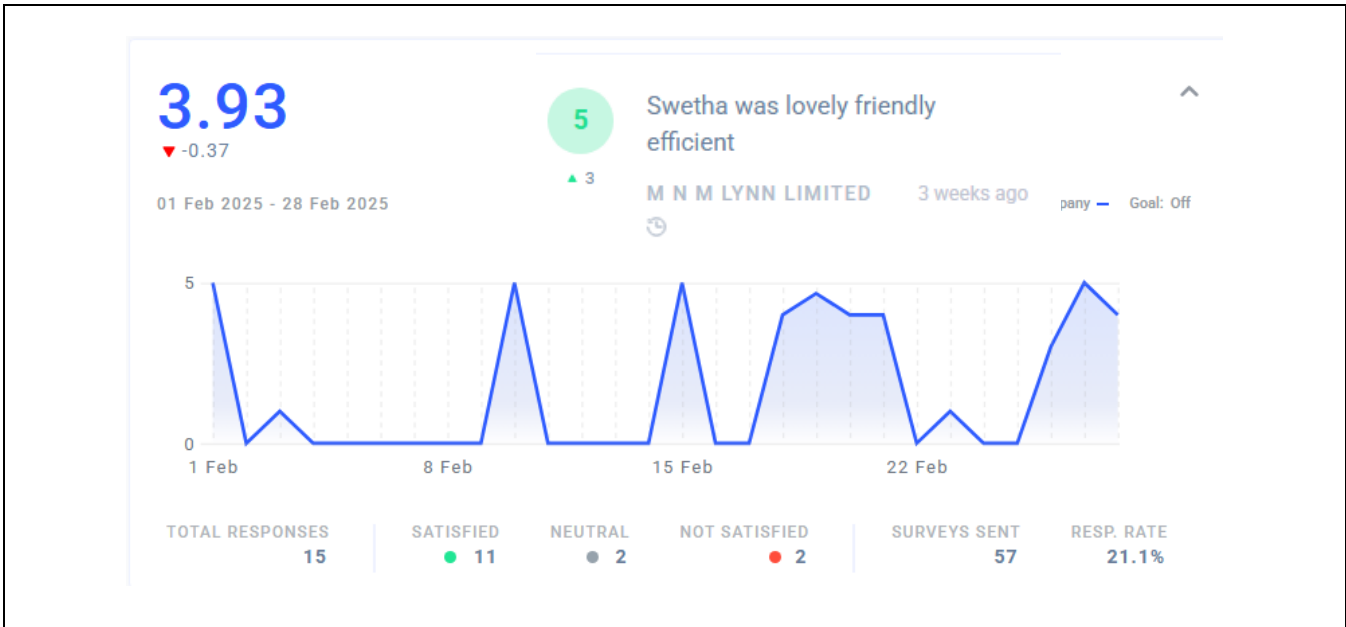 3.93
-0.37
01 Feb 2025 - 28 Feb 2025
5
3
Swetha was lovely friendly
efficient
M N M LYNN LIMITED 3 weeks ago
pany Goal: Off
5
0
1 Feb 8 Feb 15 Feb 22 Feb
TOTAL RESPONSES SATISFIED NEUTRAL NOT SATISFIED SURVEYS SENT RESP. RATE
15 11 2 2 57 21.1%